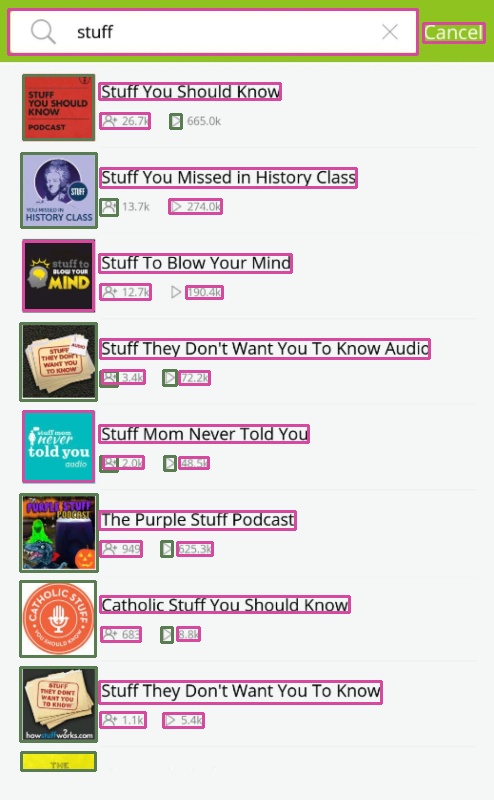 stuff
Cancel
STUFF
YOU SHOULD
KNOW
PODCAST
Stuff You Should Know
26.7k 665.0k
STUFF
YOU MISSED IN
HISTORY CLASS
Stuff You Missed in History Class
13.7k 274.0k
stuff to
BLOW YOUR
MIND
Stuff To Blow Your Mind
12.7k 190.4k
STUFF
THEY DON'T
WANT YOU
TO KNOW
AUDIO
Stuff They Don't Want You To Know Audio
3.4k 72.2k
stuff mom
never
told you
audio
Stuff Mom Never Told You
2.0k 48.5k
PURPLE STUFF
PODCAST
The Purple Stuff Podcast
949 525.3k
CATHOLIC STUFF
YOU SHOULD KNOW
Catholic Stuff You Should Know
683 8.8k
STUFF
THEY DON'T
WANT YOU
TO KNOW
howstuffworks.com
Stuff They Don't Want You To Know
1.1k 5.4k
THE